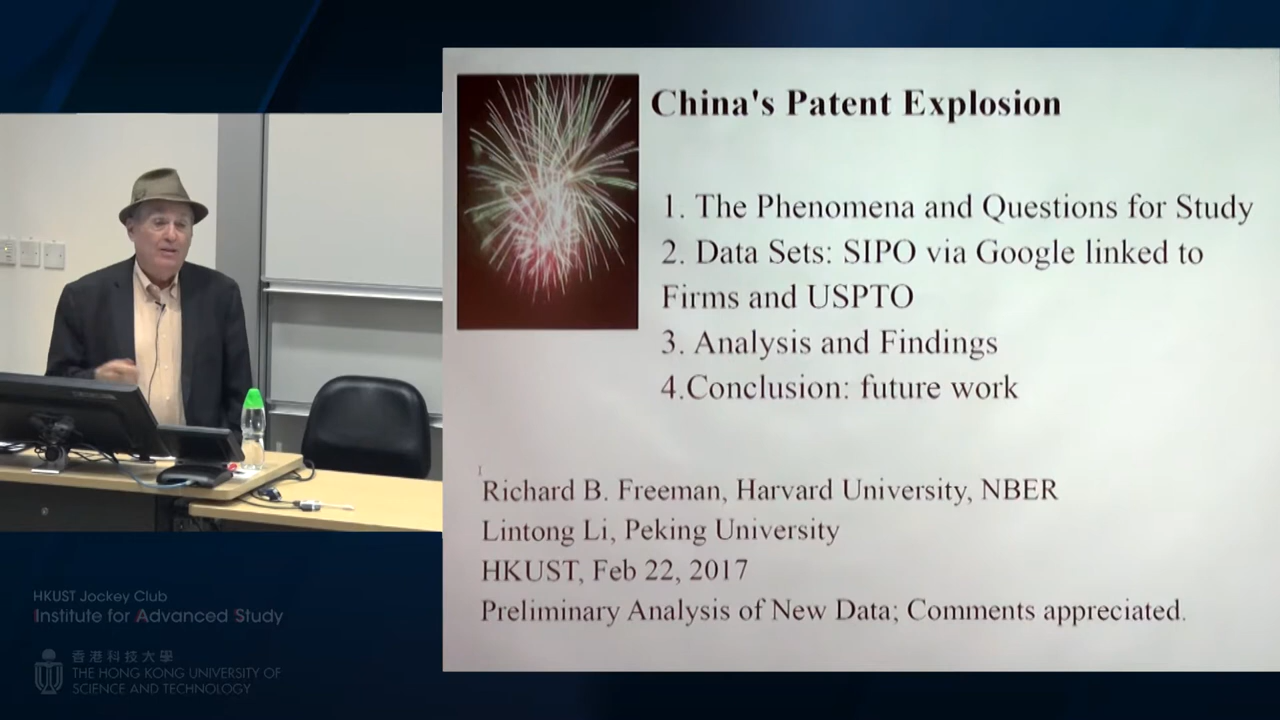 China's Patent Explosion
1. The Phenomena and Questions for Study
2. Data Sets: SIPO via Google linked to
Firms and USPTO
3. Analysis and Findings
4.Conclusion: future work
Richard B. Freeman, Harvard University, NBER
Lintong Li, Peking University
HKUST, Feb 22, 2017
Preliminary Analysis of New Data; Comments appreciated.
HKUST Jockey Club
Institute for Advanced Study
香港科技大學
THE HONG KONG UNIVERSITY OF
SCIENCE AND TECHNOLOGY